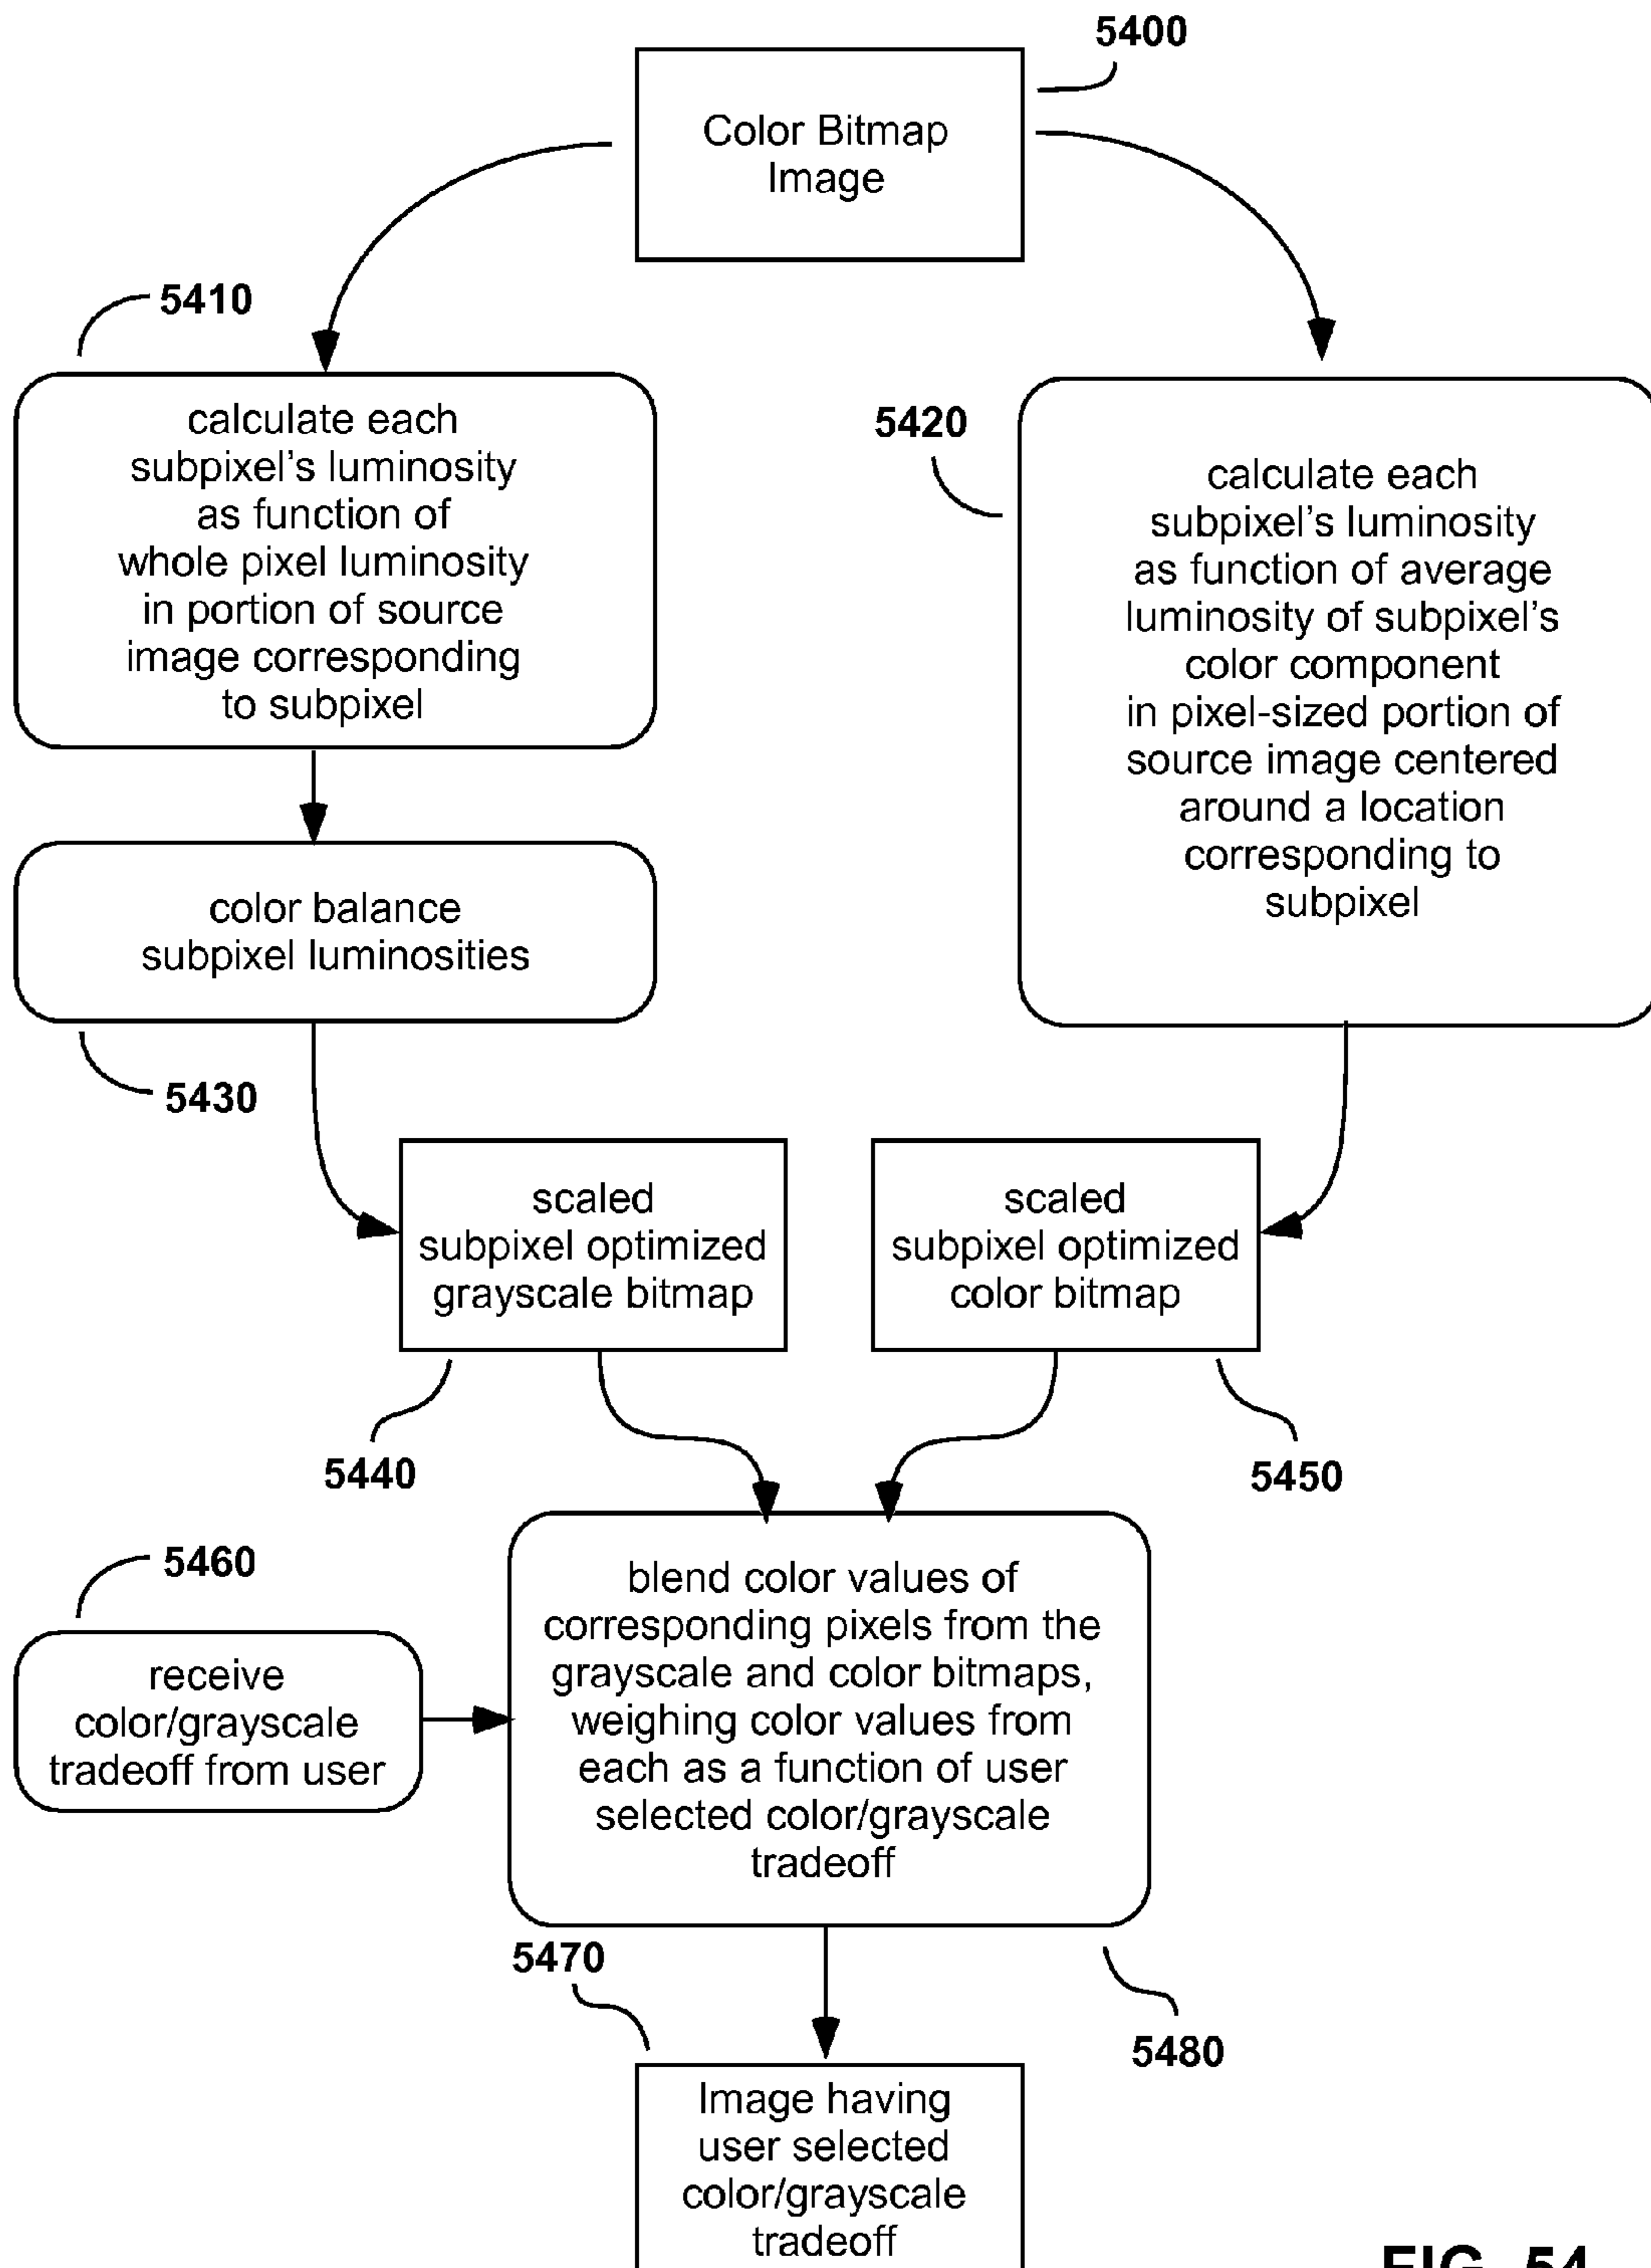 5400
Color Bitmap
Image
5410
calculate each
subpixel's luminosity
as function of
whole pixel luminosity
in portion of source
image corresponding
to subpixel
5420
calculate each
subpixel's luminosity
as function of average
luminosity of subpixel's
color component
in pixel-sized portion of
source image centered
around a location
corresponding to
subpixel
color balance
subpixel luminosities
5430
scaled
subpixel optimized
grayscale bitmap
scaled
subpixel optimized
color bitmap
5440
5450
5460
receive
color/grayscale
tradeoff from user
blend color values of
corresponding pixels from the
grayscale and color bitmaps,
weighing color values from
each as a function of user
selected color/grayscale
tradeoff
5470
5480
Image having
user selected
color/grayscale
tradeoff
FIG. 54